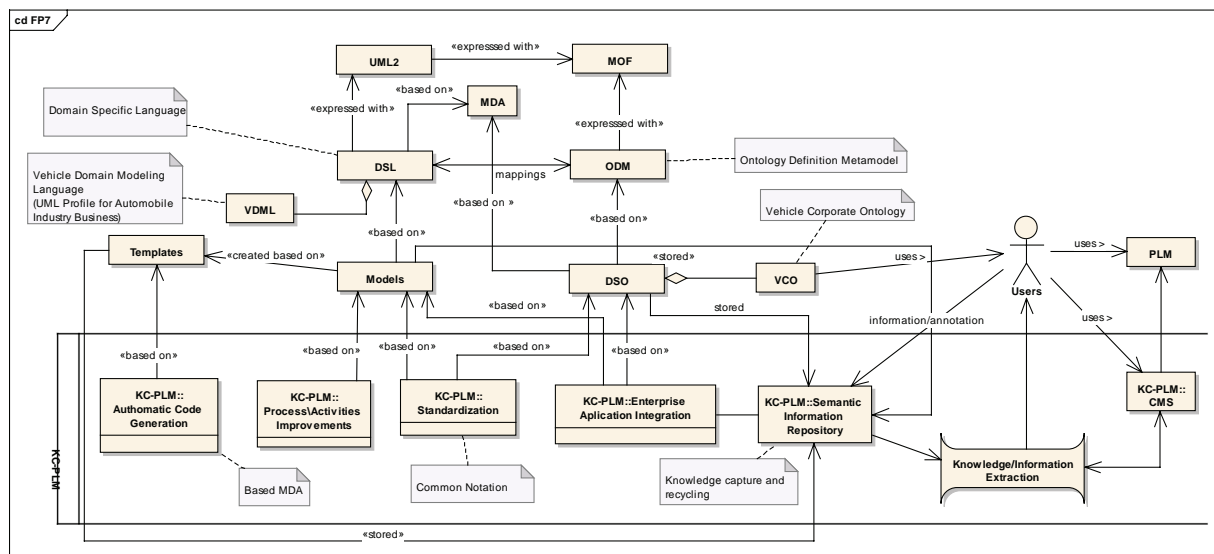 cd FP7
UML2
«expresssed with»
MOF
«based on»
MDA
Domain Specific Language
«expressed with»
«expresssed with»
DSL
mappings
ODM
Ontology Definition Metamodel
Vehicle Domain Modeling
Language
(UML Profile for Automobile
Industry Business)
VDML
«based on»
«based on »
«based on»
Vehicle Corporate Ontology
Templates
«created based on»
Models
«stored»
DSO
VCO
uses >
Users
uses >
PLM
«based on»
stored
information/annotation
uses >
«based on»
«based on»
«based on»
«based on»
«based on»
KC-PLM
KC-PLM::
Authomatic Code
Generation
KC-PLM::
Process\Activities
Improvements
KC-PLM::
Standardization
KC-PLM::Enterprise
Aplication Integration
KC-PLM::Semantic
Information
Repository
KC-PLM::
CMS
Knowledge/Information
Extraction
Based MDA
Common Notation
Knowledge capture and
recycling
«stored»